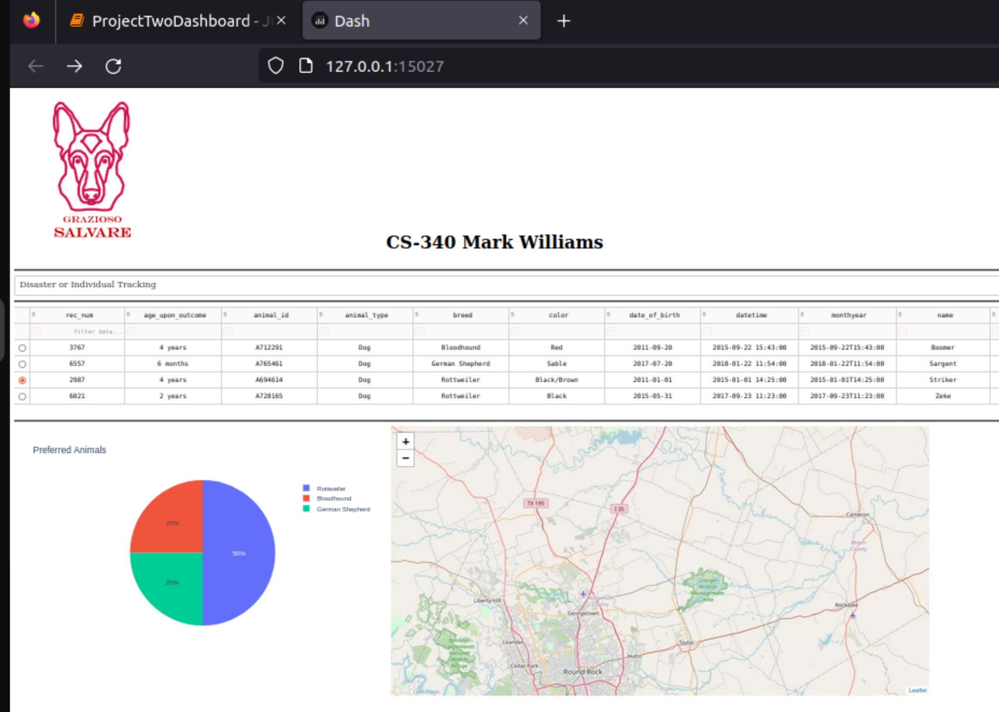 ProjectTwoDashboard - Ju
Dash
127.0.0.1:15027
GRAZIOSO
SALVARE
CS-340 Mark Williams
Disaster or Individual Tracking
rec_num age_upon_outcome animal_id animal_type breed color date_of_birth datetime monthyear name
filter data...
3767 4 years A712291 Dog Bloodhound Red 2011-09-20 2015-09-22 15:43:00 2015-09-22T15:43:00 Boomer
6557 6 months A765461 Dog German Shepherd Sable 2017-07-20 2018-01-22 11:54:00 2018-01-22T11:54:00 Sargent
2987 4 years A694614 Dog Rottweiler Black/Brown 2011-01-01 2015-01-01 14:25:00 2015-01-01T14:25:00 Striker
6021 2 years A728165 Dog Rottweiler Black 2015-05-31 2017-09-23 11:23:00 2017-09-23T11:23:00 Zeke
Preferred Animals
Rottweiler
Bloodhound
German Shepherd
25%
50%
25%
+
−
TX 195
I 35
Cameron
Milam
County
Granger
Wildlife
Management
Area
Liberty Hill
Williamson
County
Georgetown
Rockdale
Leander
Taylor
Balcones
Canyonlands
National
Wildlife
Refuge
Hutto
Cedar Park
Round Rock
Lake Travis
Leaflet